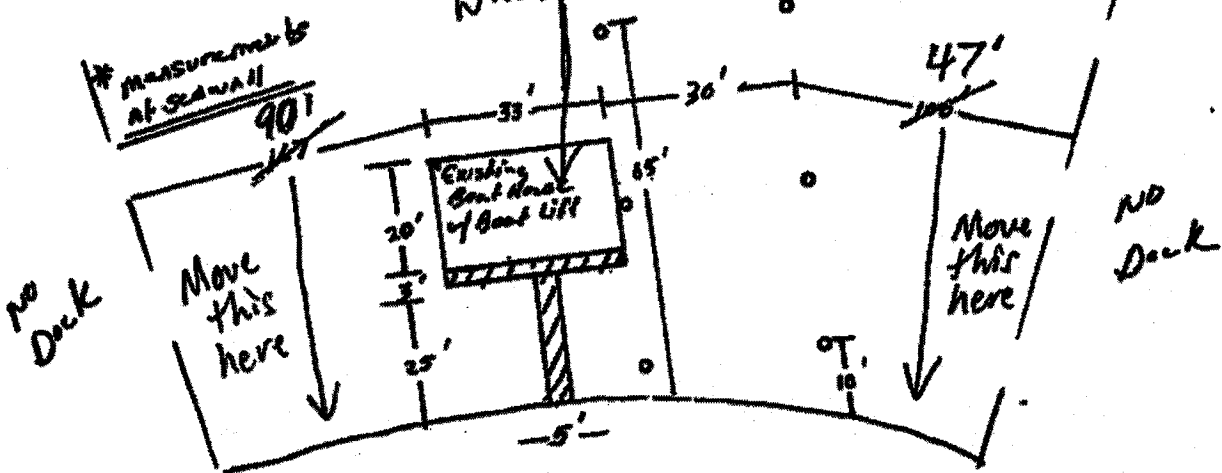 * Measurements
At seawall
90'
33'
30'
47'
Existing
Boat House
w/ Boat Lift
65'
20'
5'
25'
NO
Dock
Move
this
here
Move
this
here
NO
Dock
10'
5'